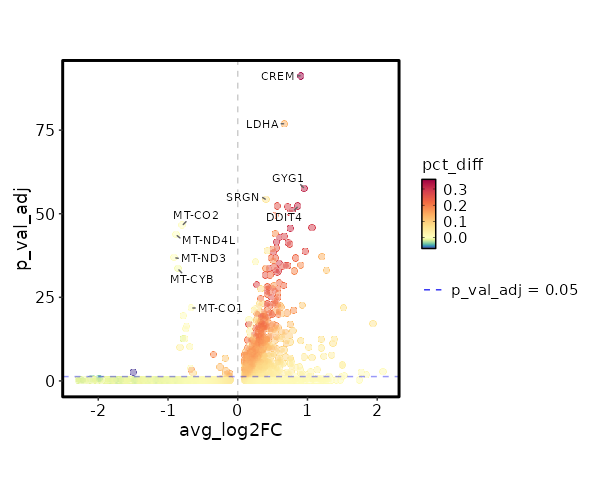 CREM
LDHA
GYG1
SRGN
DDIT4
MT-CO2
MT-ND4L
MT-ND3
MT-CYB
MT-CO1
75
50
25
0
p_val_adj
-2
-1
0
1
2
avg_log2FC
pct_diff
0.3
0.2
0.1
0.0
p_val_adj = 0.05